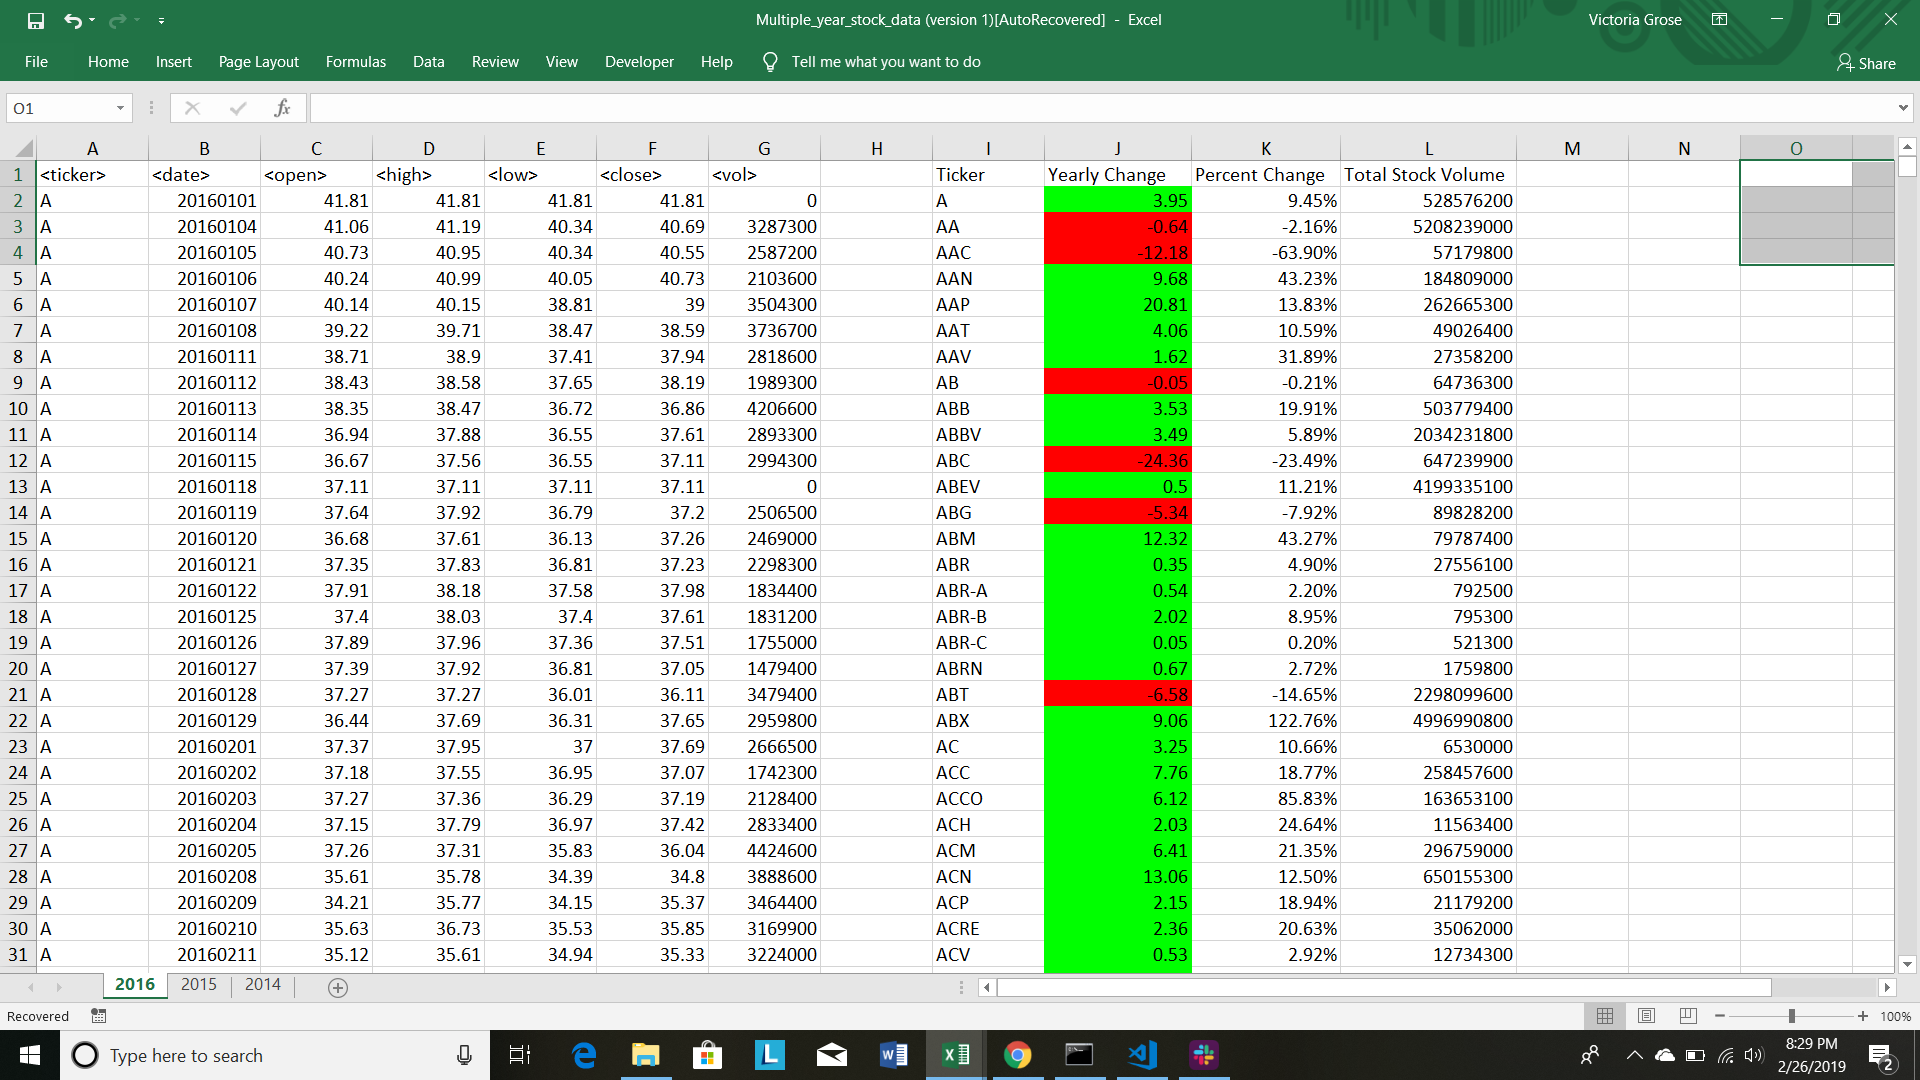 Multiple_year_stock_data (version 1)[AutoRecovered] - Excel Victoria Grose
File Home Insert Page Layout Formulas Data Review View Developer Help Tell me what you want to do Share
O1 fx
A B C D E F G H I J K L M N O
1 <ticker> <date> <open> <high> <low> <close> <vol> Ticker Yearly Change Percent Change Total Stock Volume
2 A 20160101 41.81 41.81 41.81 41.81 0 A 3.95 9.45% 528576200
3 A 20160104 41.06 41.19 40.34 40.69 3287300 AA -0.64 -2.16% 5208239000
4 A 20160105 40.73 40.95 40.34 40.55 2587200 AAC -12.18 -63.90% 57179800
5 A 20160106 40.24 40.99 40.05 40.73 2103600 AAN 9.68 43.23% 184809000
6 A 20160107 40.14 40.15 38.81 39 3504300 AAP 20.81 13.83% 262665300
7 A 20160108 39.22 39.71 38.47 38.59 3736700 AAT 4.06 10.59% 49026400
8 A 20160111 38.71 38.9 37.41 37.94 2818600 AAV 1.62 31.89% 27358200
9 A 20160112 38.43 38.58 37.65 38.19 1989300 AB -0.05 -0.21% 64736300
10 A 20160113 38.35 38.47 36.72 36.86 4206600 ABB 3.53 19.91% 503779400
11 A 20160114 36.94 37.88 36.55 37.61 2893300 ABBV 3.49 5.89% 2034231800
12 A 20160115 36.67 37.56 36.55 37.11 2994300 ABC -24.36 -23.49% 647239900
13 A 20160118 37.11 37.11 37.11 37.11 0 ABEV 0.5 11.21% 4199335100
14 A 20160119 37.64 37.92 36.79 37.2 2506500 ABG -5.34 -7.92% 89828200
15 A 20160120 36.68 37.61 36.13 37.26 2469000 ABM 12.32 43.27% 79787400
16 A 20160121 37.35 37.83 36.81 37.23 2298300 ABR 0.35 4.90% 27556100
17 A 20160122 37.91 38.18 37.58 37.98 1834400 ABR-A 0.54 2.20% 792500
18 A 20160125 37.4 38.03 37.4 37.61 1831200 ABR-B 2.02 8.95% 795300
19 A 20160126 37.89 37.96 37.36 37.51 1755000 ABR-C 0.05 0.20% 521300
20 A 20160127 37.39 37.92 36.81 37.05 1479400 ABRN 0.67 2.72% 1759800
21 A 20160128 37.27 37.27 36.01 36.11 3479400 ABT -6.58 -14.65% 2298099600
22 A 20160129 36.44 37.69 36.31 37.65 2959800 ABX 9.06 122.76% 4996990800
23 A 20160201 37.37 37.95 37 37.69 2666500 AC 3.25 10.66% 6530000
24 A 20160202 37.18 37.55 36.95 37.07 1742300 ACC 7.76 18.77% 258457600
25 A 20160203 37.27 37.36 36.29 37.19 2128400 ACCO 6.12 85.83% 163653100
26 A 20160204 37.15 37.79 36.97 37.42 2833400 ACH 2.03 24.64% 11563400
27 A 20160205 37.26 37.31 35.83 36.04 4424600 ACM 6.41 21.35% 296759000
28 A 20160208 35.61 35.78 34.39 34.8 3888600 ACN 13.06 12.50% 650155300
29 A 20160209 34.21 35.77 34.15 35.37 3464400 ACP 2.15 18.94% 21179200
30 A 20160210 35.63 36.73 35.53 35.85 3169900 ACRE 2.36 20.63% 35062000
31 A 20160211 35.12 35.61 34.94 35.33 3224000 ACV 0.53 2.92% 12734300
2016 2015 2014
Recovered 100%
Type here to search 8:29 PM
2/26/2019 2